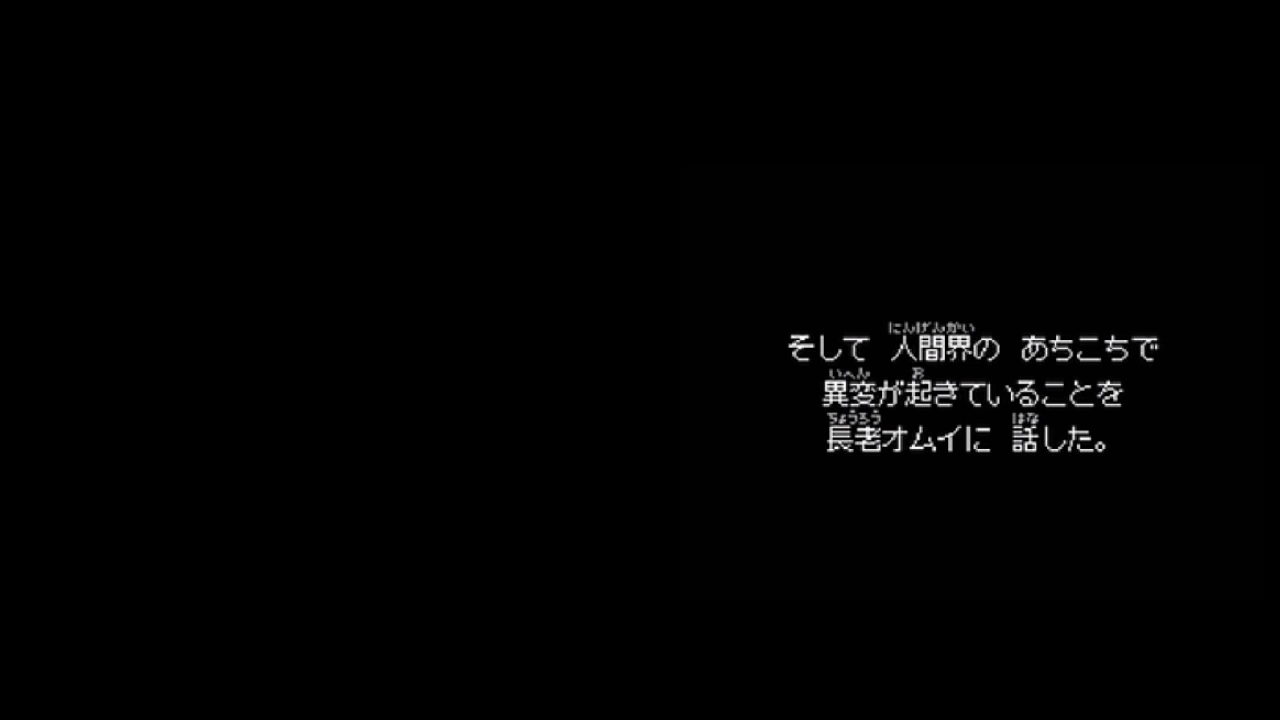 そして 人間界の あちこちで
異変が起きていることを
長老オムイに 話した。